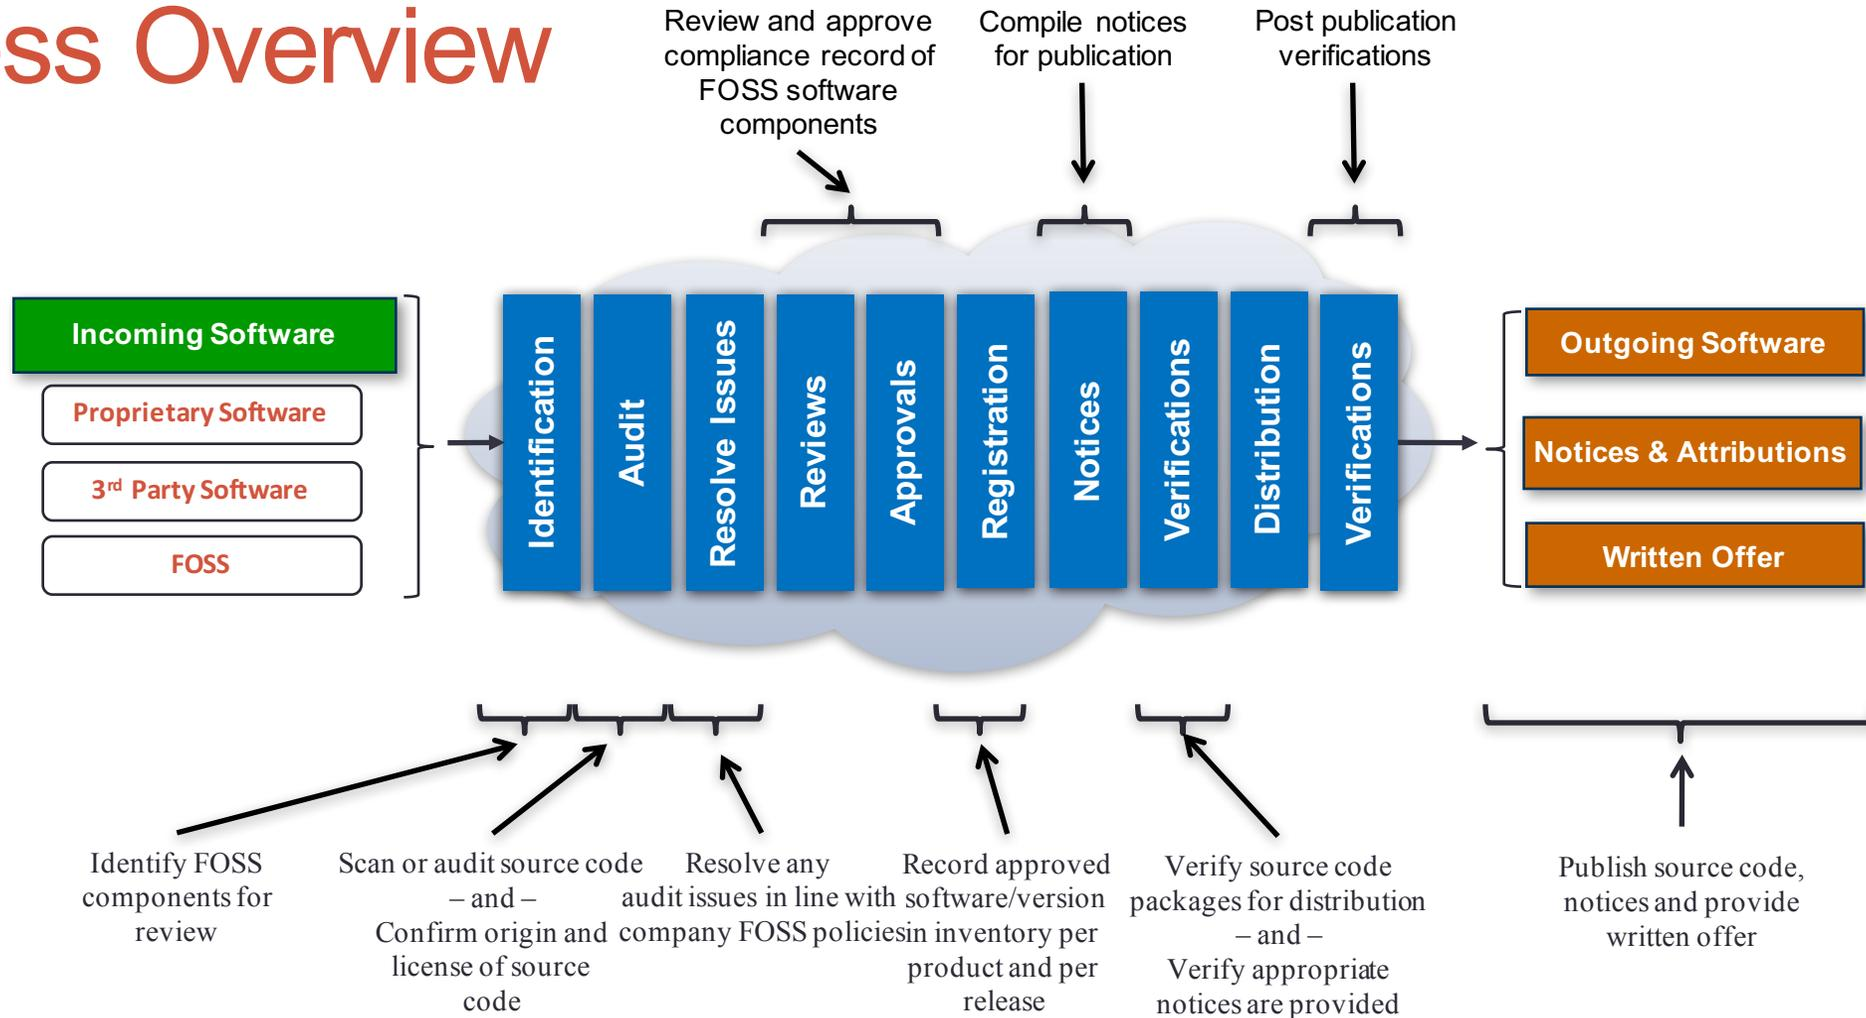 ss Overview
Review and approve
compliance record of
FOSS software
components
Compile notices
for publication
Post publication
verifications
Incoming Software
Proprietary Software
3rd Party Software
FOSS
Identification
Audit
Resolve Issues
Reviews
Approvals
Registration
Notices
Verifications
Distribution
Verifications
Outgoing Software
Notices & Attributions
Written Offer
Identify FOSS
components for
review
Scan or audit source code
– and –
Confirm origin and
license of source
code
Resolve any
audit issues in line with
company FOSS policies
Record approved
software/version
in inventory per
product and per
release
Verify source code
packages for distribution
– and –
Verify appropriate
notices are provided
Publish source code,
notices and provide
written offer